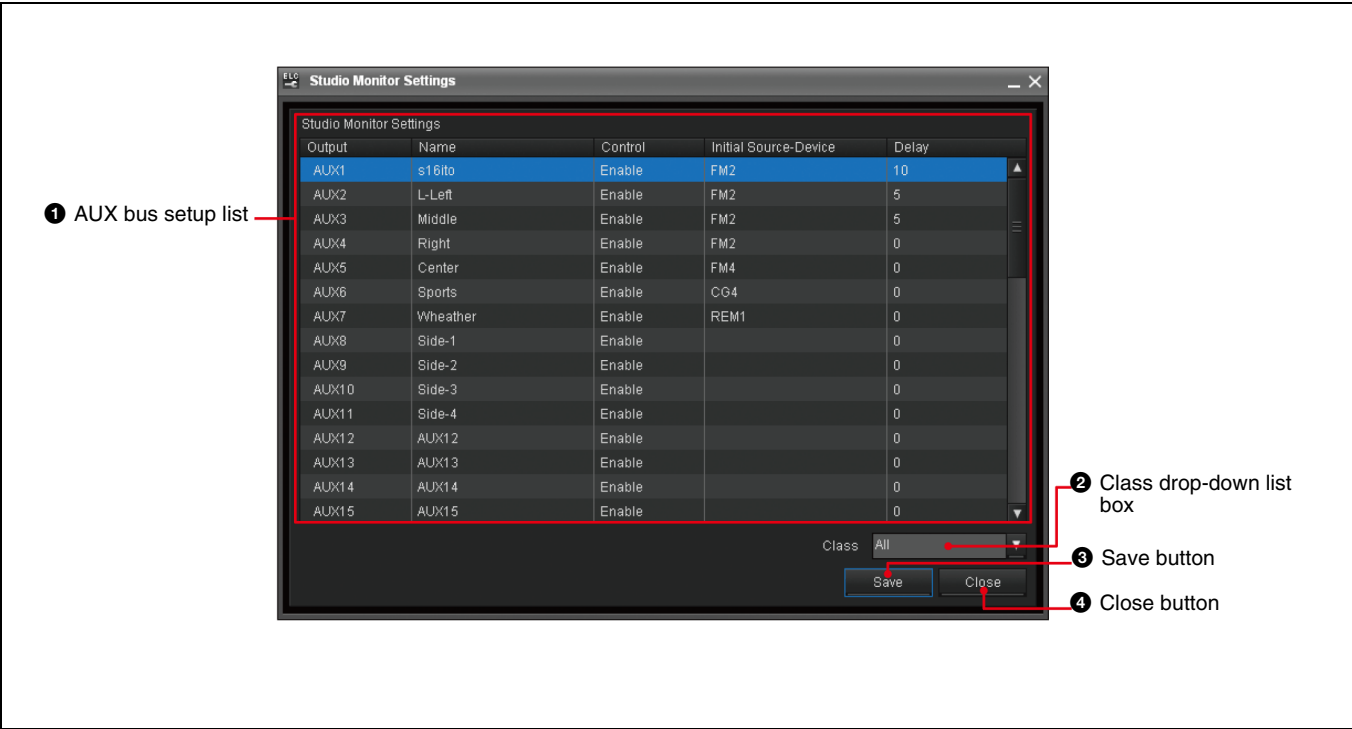 ELC Studio Monitor Settings
Studio Monitor Settings
Output Name Control Initial Source-Device Delay
AUX1 s16ito Enable FM2 10
AUX2 L-Left Enable FM2 5
❶ AUX bus setup list
AUX3 Middle Enable FM2 5
AUX4 Right Enable FM2 0
AUX5 Center Enable FM4 0
AUX6 Sports Enable CG4 0
AUX7 Wheather Enable REM1 0
AUX8 Side-1 Enable 0
AUX9 Side-2 Enable 0
AUX10 Side-3 Enable 0
AUX11 Side-4 Enable 0
AUX12 AUX12 Enable 0
AUX13 AUX13 Enable 0
AUX14 AUX14 Enable 0
AUX15 AUX15 Enable 0
❷ Class drop-down list
box
Class All
❸ Save button
Save Close
❹ Close button